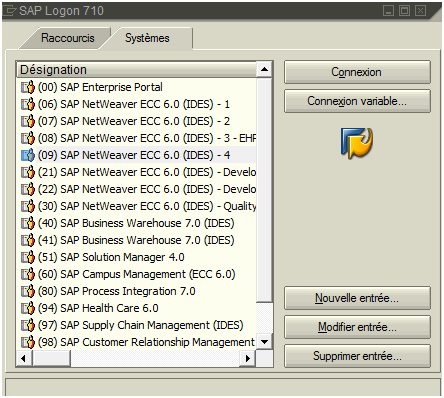 SAP Logon 710
Raccourcis
Systèmes
Désignation
(00) SAP Enterprise Portal
(06) SAP NetWeaver ECC 6.0 (IDES) - 1
(07) SAP NetWeaver ECC 6.0 (IDES) - 2
(08) SAP NetWeaver ECC 6.0 (IDES) - 3 - EHP
(09) SAP NetWeaver ECC 6.0 (IDES) - 4
(21) SAP NetWeaver ECC 6.0 (IDES) - Develo
(22) SAP NetWeaver ECC 6.0 (IDES) - Develo
(30) SAP NetWeaver ECC 6.0 (IDES) - Quality
(40) SAP Business Warehouse 7.0 (IDES)
(41) SAP Business Warehouse 7.0 (IDES)
(51) SAP Solution Manager 4.0
(60) SAP Campus Management (ECC 6.0)
(80) SAP Process Integration 7.0
(94) SAP Health Care 6.0
(97) SAP Supply Chain Management (IDES)
(98) SAP Customer Relationship Management
Connexion
Connexion variable...
Nouvelle entrée...
Modifier entrée...
Supprimer entrée...